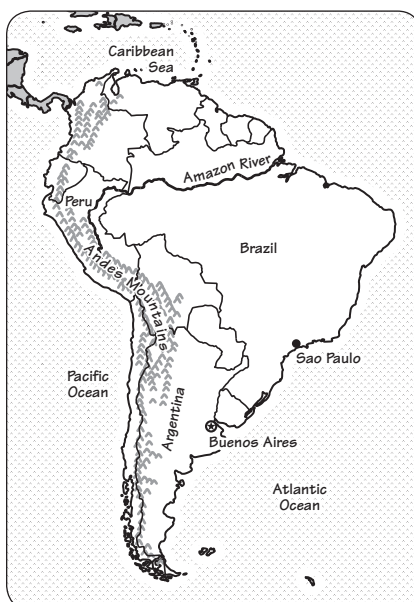 Caribbean
Sea
Amazon River
Peru
Brazil
Andes Mountains
Sao Paulo
Pacific
Ocean
Argentina
Buenos Aires
Atlantic
Ocean